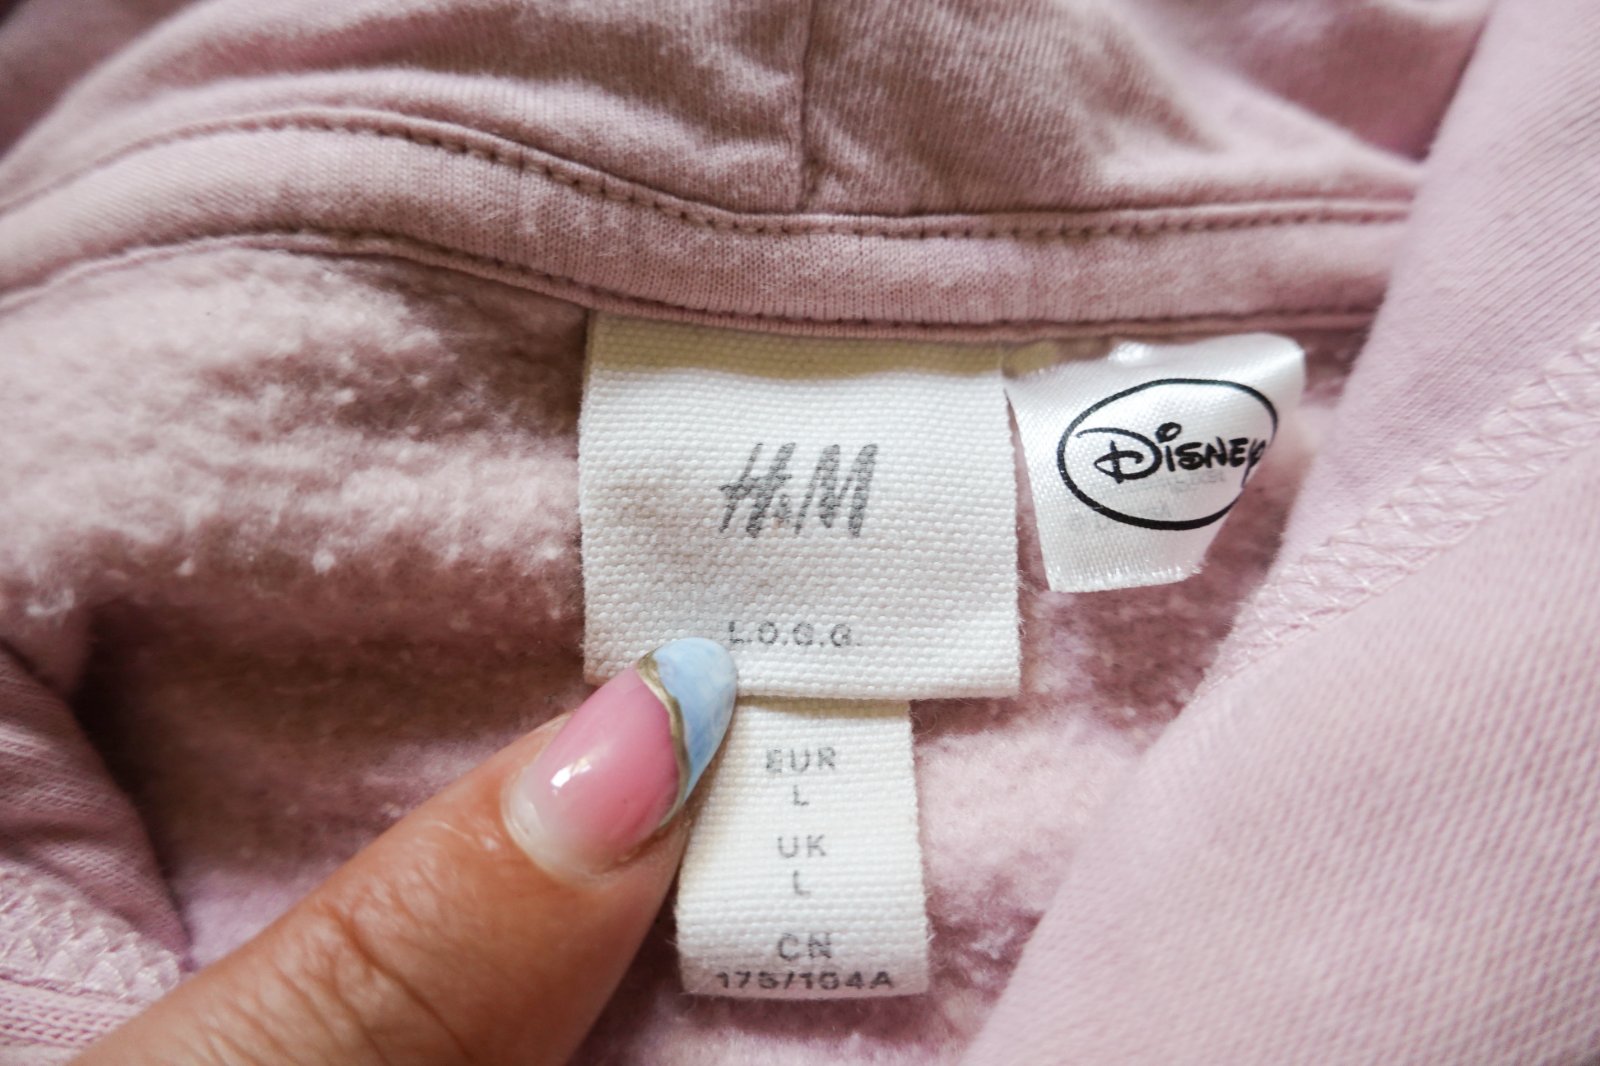 H&M
L.O.G.G.
DISNEY
EUR
L
UK
L
CN
175/104A